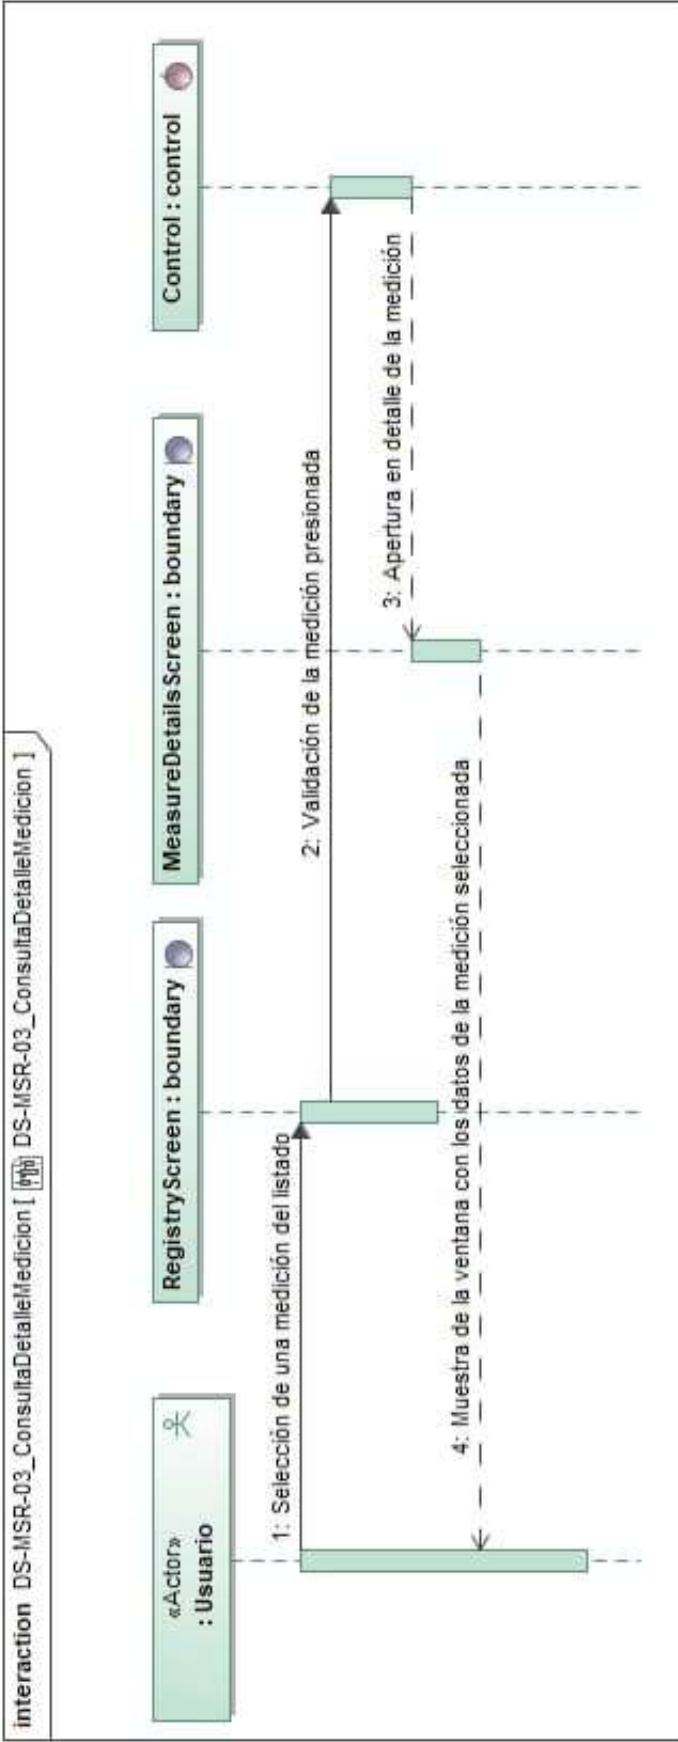 interaction DS-MSR-03_ConsultaDetalleMedicion [ DS-MSR-03_ConsultaDetalleMedicion ]
«Actor»
: Usuario
RegistryScreen : boundary
MeasureDetailsScreen : boundary
Control : control
1: Selección de una medición del listado
2: Validación de la medición presionada
3: Apertura en detalle de la medición
4: Muestra de la ventana con los datos de la medición seleccionada